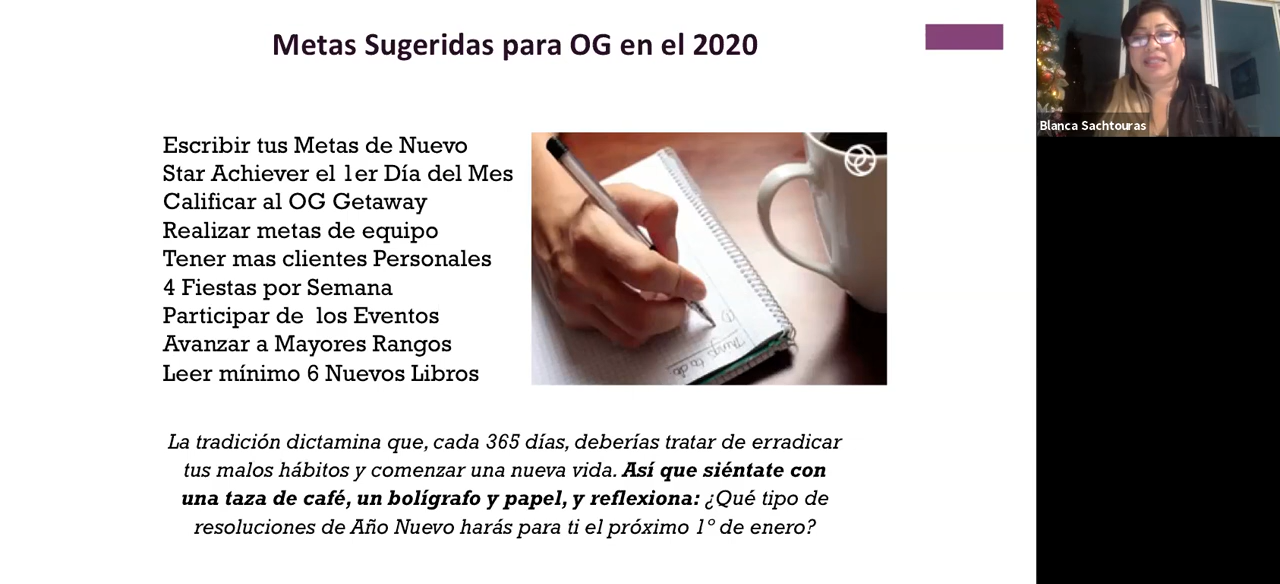 Metas Sugeridas para OG en el 2020
Blanca Sachtouras
Escribir tus Metas de Nuevo
Star Achiever el 1er Día del Mes
Calificar al OG Getaway
Realizar metas de equipo
Tener mas clientes Personales
4 Fiestas por Semana
Participar de los Eventos
Avanzar a Mayores Rangos
Leer mínimo 6 Nuevos Libros
Things to do
La tradición dictamina que, cada 365 días, deberías tratar de erradicar
tus malos hábitos y comenzar una nueva vida. Así que siéntate con
una taza de café, un bolígrafo y papel, y reflexiona: ¿Qué tipo de
resoluciones de Año Nuevo harás para ti el próximo 1º de enero?